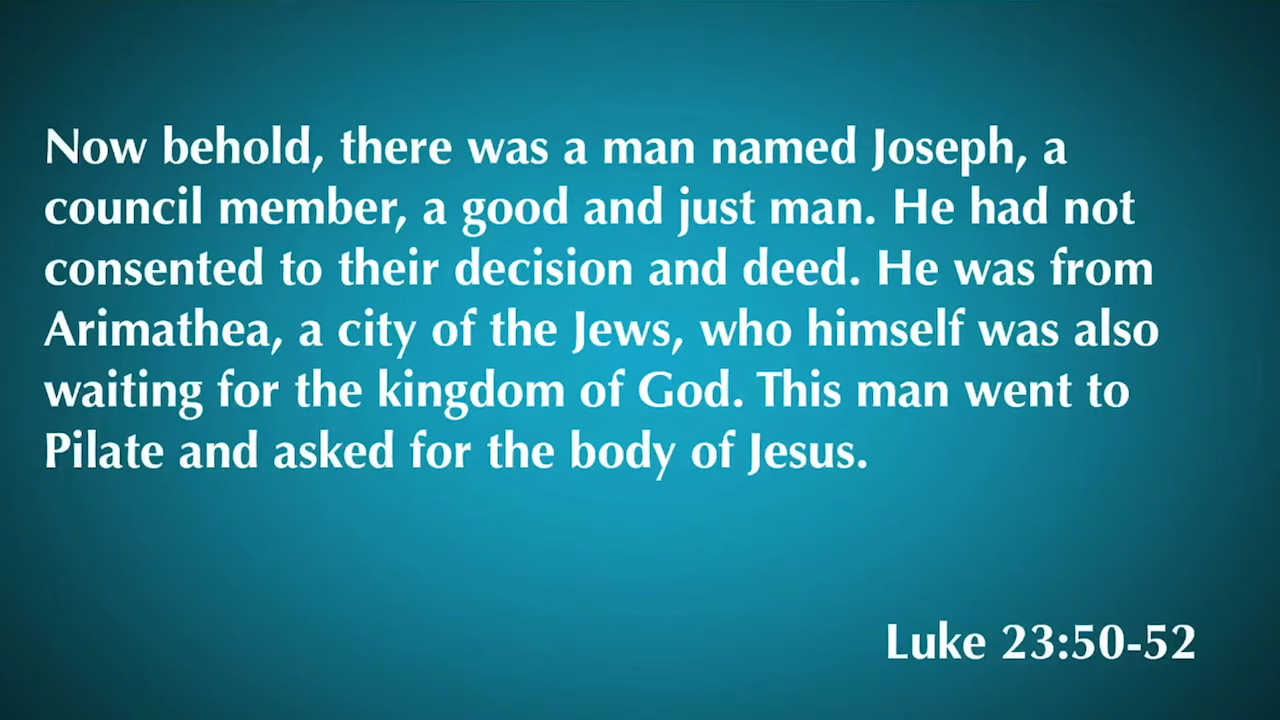 Now behold, there was a man named Joseph, a
council member, a good and just man. He had not
consented to their decision and deed. He was from
Arimathea, a city of the Jews, who himself was also
waiting for the kingdom of God. This man went to
Pilate and asked for the body of Jesus.
Luke 23:50-52